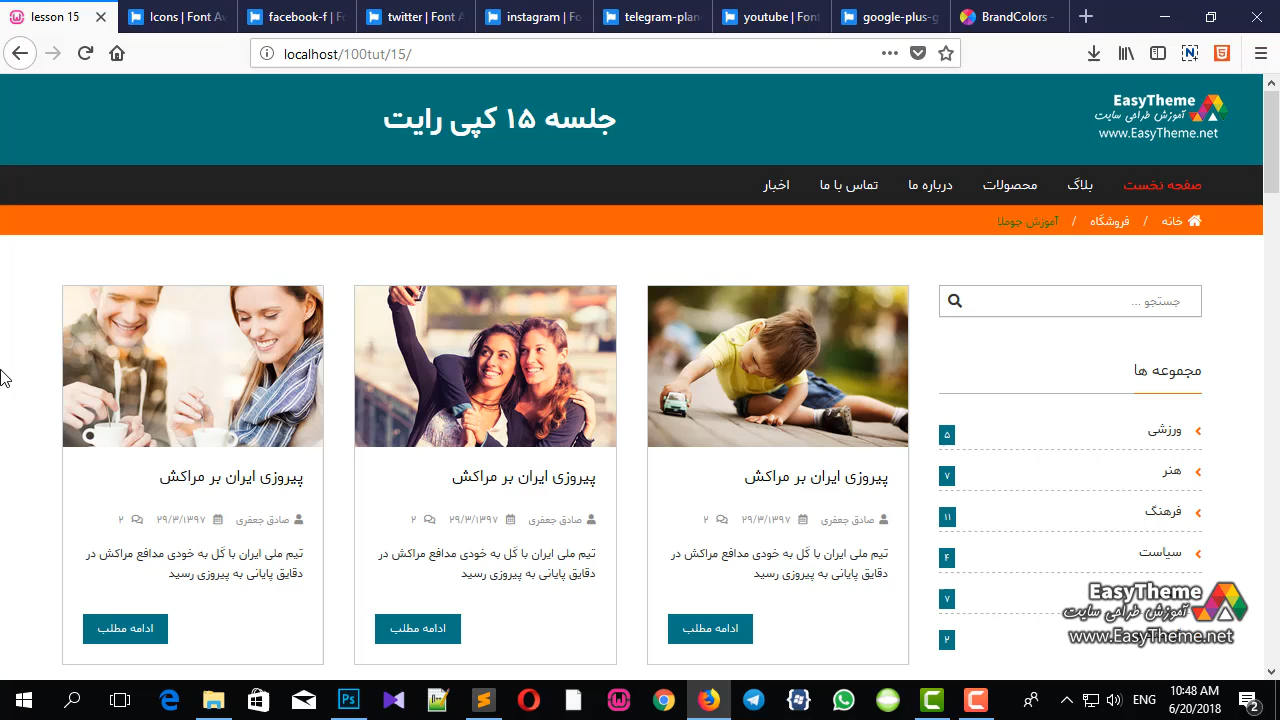 lesson 15
Icons | Font Av
facebook-f | Fo
twitter | Font A
instagram | Fo
telegram-plan
youtube | Font
google-plus-g
BrandColors -
localhost/100tut/15/
جلسه ۱۵ کپی رایت
EasyTheme
آموزش طراحی سایت
www.EasyTheme.net
صفحه نخست
بلاگ
محصولات
درباره ما
تماس با ما
اخبار
خانه / فروشگاه / آموزش جوملا
جستجو ...
مجموعه ها
ورزشی ۵
هنر ۷
فرهنگ ۱۱
سیاست ۴
۷
۲
پیروزی ایران بر مراکش
صادق جعفری ۲۹/۳/۱۳۹۷ ۲
تیم ملی ایران با گل به خودی مدافع مراکش در
دقایق پایانی به پیروزی رسید
ادامه مطلب
پیروزی ایران بر مراکش
صادق جعفری ۲۹/۳/۱۳۹۷ ۲
تیم ملی ایران با گل به خودی مدافع مراکش در
دقایق پایانی به پیروزی رسید
ادامه مطلب
پیروزی ایران بر مراکش
صادق جعفری ۲۹/۳/۱۳۹۷ ۲
تیم ملی ایران با گل به خودی مدافع مراکش در
دقایق پایانی به پیروزی رسید
ادامه مطلب
EasyTheme
آموزش طراحی سایت
www.EasyTheme.net
ENG
10:48 AM
6/20/2018
2